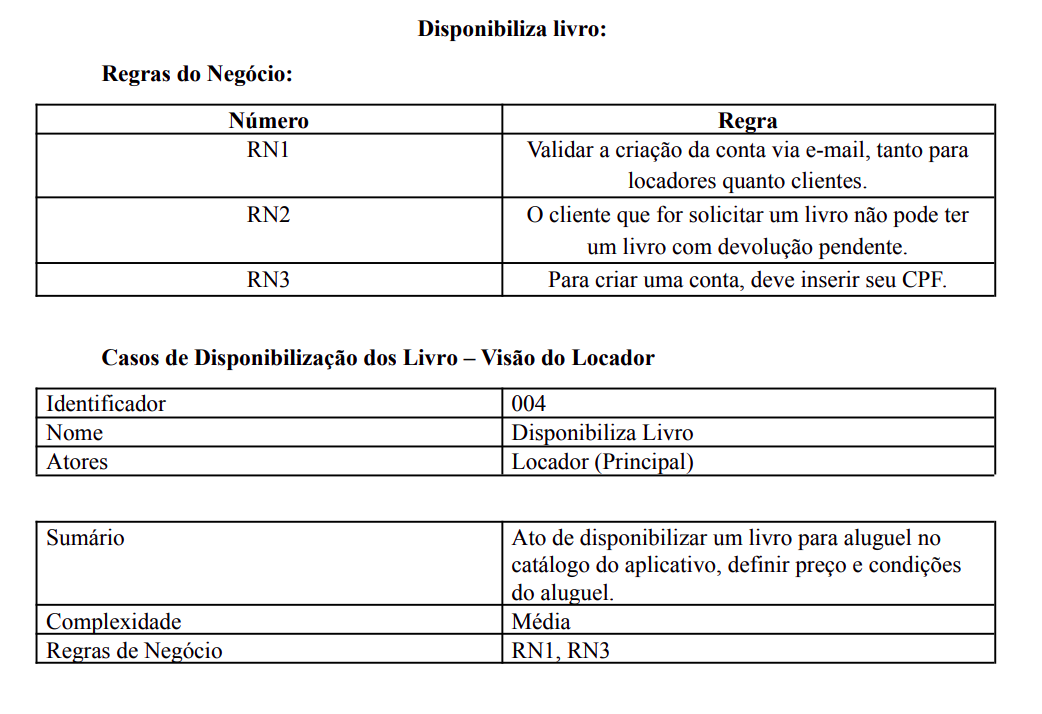 Disponibiliza livro:
Regras do Negócio:
Número Regra
RN1 Validar a criação da conta via e-mail, tanto para
locadores quanto clientes.
RN2 O cliente que for solicitar um livro não pode ter
um livro com devolução pendente.
RN3 Para criar uma conta, deve inserir seu CPF.
Casos de Disponibilização dos Livro – Visão do Locador
Identificador 004
Nome Disponibiliza Livro
Atores Locador (Principal)
Sumário Ato de disponibilizar um livro para aluguel no
catálogo do aplicativo, definir preço e condições
do aluguel.
Complexidade Média
Regras de Negócio RN1, RN3